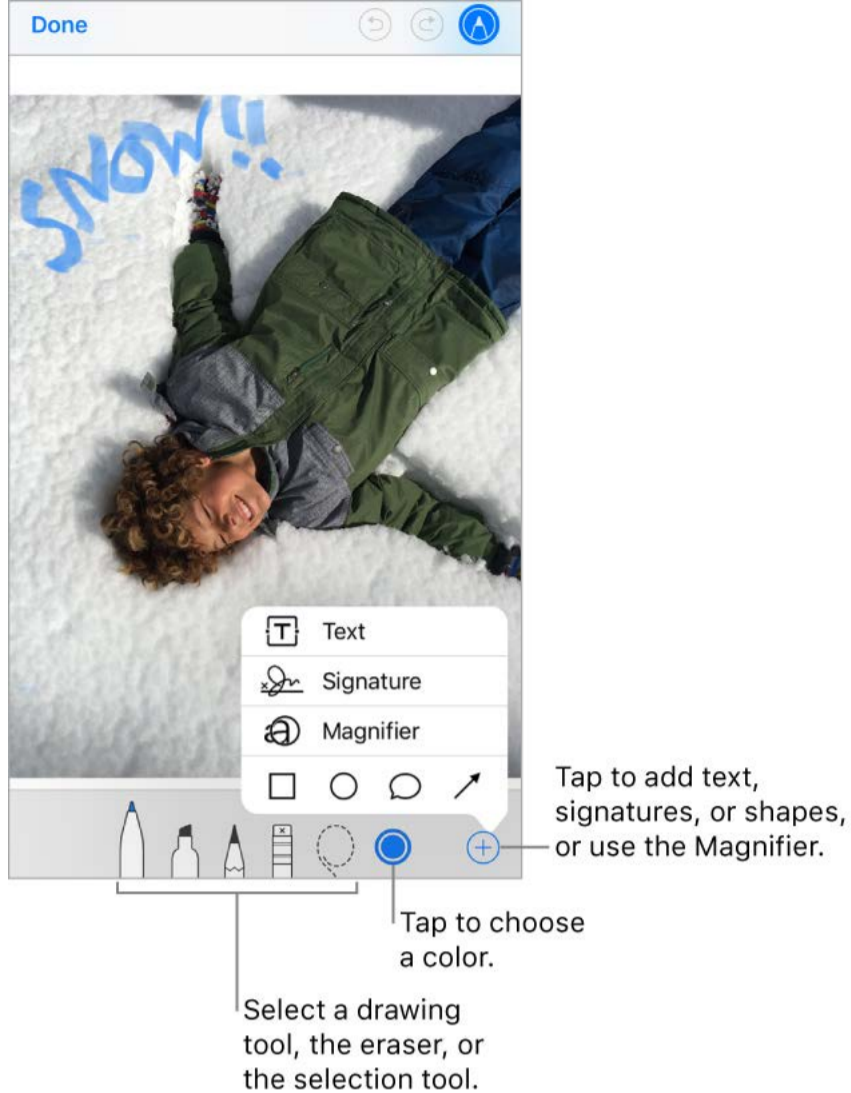 Done
SNOW!!
Text
Signature
Magnifier
Tap to add text,
signatures, or shapes,
or use the Magnifier.
Tap to choose
a color.
Select a drawing
tool, the eraser, or
the selection tool.